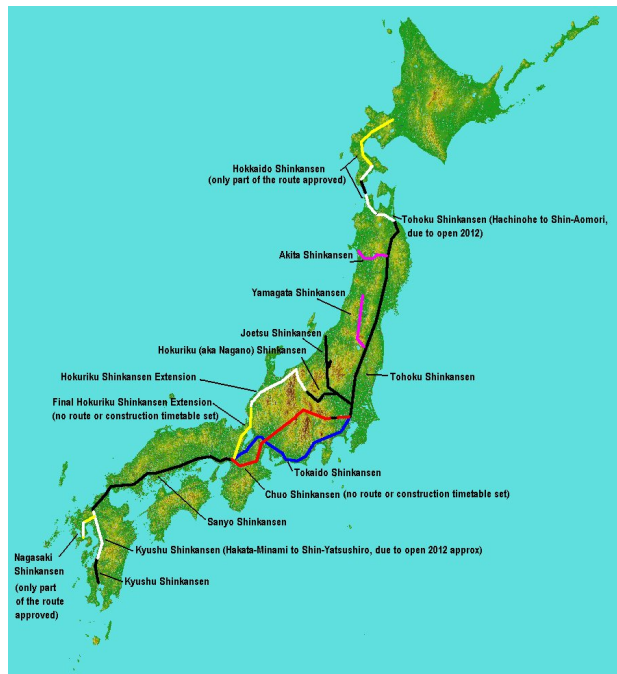 Hokkaido Shinkansen
(only part of the route approved)
Tohoku Shinkansen (Hachinohe to Shin-Aomori,
due to open 2012)
Akita Shinkansen
Yamagata Shinkansen
Joetsu Shinkansen
Hokuriku (aka Nagano) Shinkansen
Hokuriku Shinkansen Extension
Tohoku Shinkansen
Final Hokuriku Shinkansen Extension
(no route or construction timetable set)
Tokaido Shinkansen
Chuo Shinkansen (no route or construction timetable set)
Sanyo Shinkansen
Nagasaki
Shinkansen
(only part
of the route
approved)
Kyushu Shinkansen (Hakata-Minami to Shin-Yatsushiro, due to open 2012 approx)
Kyushu Shinkansen